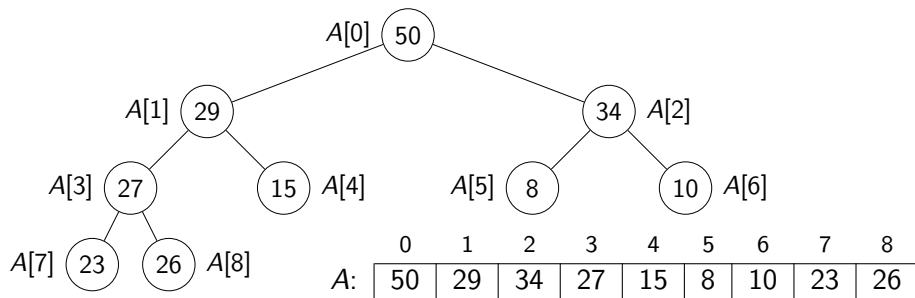 A[0] 50
A[1] 29 34 A[2]
A[3] 27 15 A[4] A[5] 8 10 A[6]
0 1 2 3 4 5 6 7 8
A[7] 23 26 A[8] A: 50 29 34 27 15 8 10 23 26